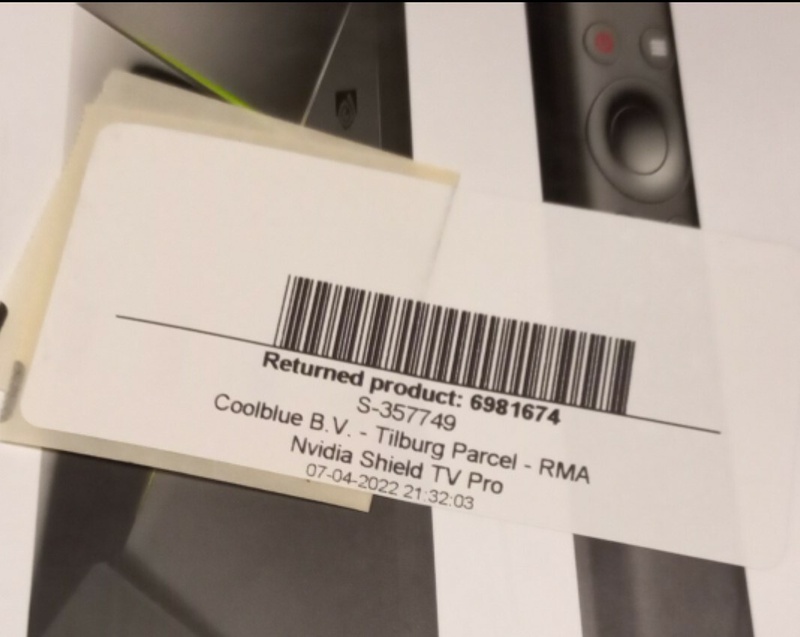 Returned product: 6981674
S-357749
Coolblue B.V. - Tilburg Parcel - RMA
Nvidia Shield TV Pro
07-04-2022 21:32:03